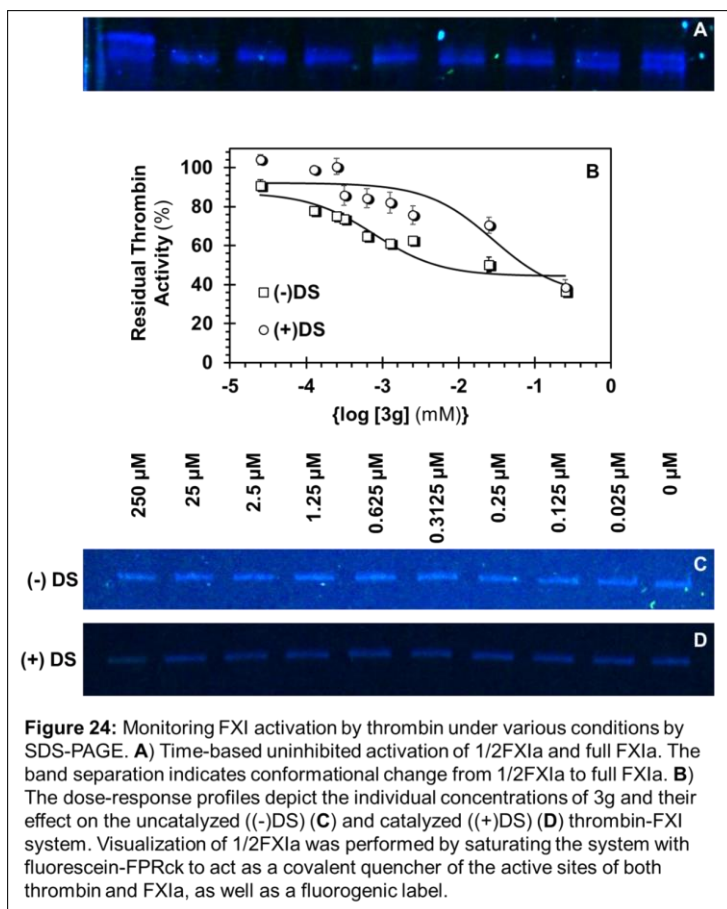 A
B
Residual Thrombin
Activity (%)
100
80
60
40
20
0
(-)DS
(+)DS
-5 -4 -3 -2 -1 0
{log [3g] (mM)}
250 µM
25 µM
2.5 µM
1.25 µM
0.625 µM
0.3125 µM
0.25 µM
0.125 µM
0.025 µM
0 µM
(-) DS
C
(+) DS
D
Figure 24: Monitoring FXI activation by thrombin under various conditions by
SDS-PAGE. A) Time-based uninhibited activation of 1/2FXIa and full FXIa. The
band separation indicates conformational change from 1/2FXIa to full FXIa. B)
The dose-response profiles depict the individual concentrations of 3g and their
effect on the uncatalyzed ((-)DS) (C) and catalyzed ((+)DS) (D) thrombin-FXI
system. Visualization of 1/2FXIa was performed by saturating the system with
fluorescein-FPRck to act as a covalent quencher of the active sites of both
thrombin and FXIa, as well as a fluorogenic label.